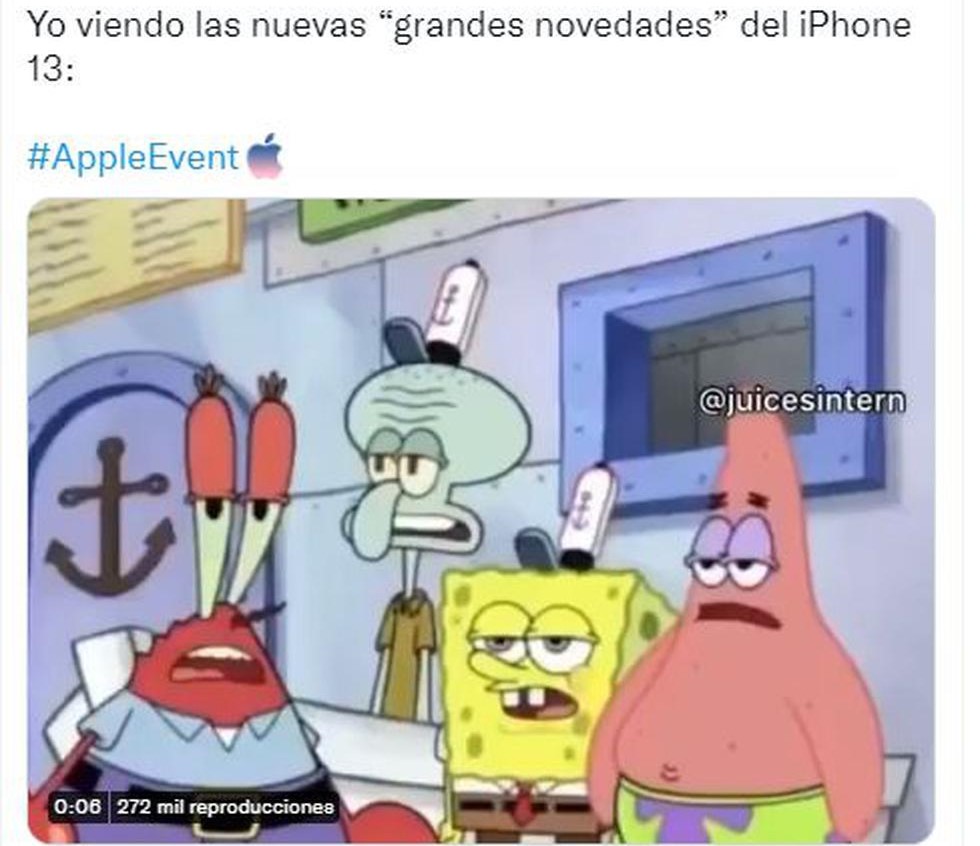 Yo viendo las nuevas “grandes novedades” del iPhone
13:
#AppleEvent
@juicesintern
0:06 272 mil reproducciones